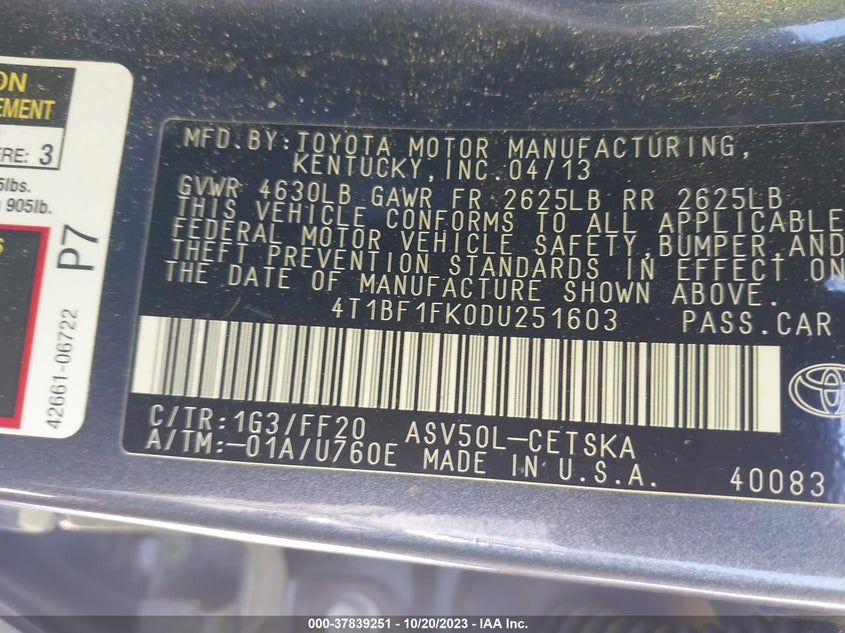 ON
EMENT
ERE: 3
5lbs.
905lb.
P7
42661-06722
MFD.BY:TOYOTA MOTOR MANUFACTURING,
KENTUCKY,INC.04/13
GVWR 4630LB GAWR FR 2625LB RR 2625LB
THIS VEHICLE CONFORMS TO ALL APPLICABLE
FEDERAL MOTOR VEHICLE SAFETY,BUMPER,AND
THEFT PREVENTION STANDARDS IN EFFECT ON
THE DATE OF MANUFACTURE SHOWN ABOVE.
4T1BF1FK0DU251603 PASS.CAR
C/TR:1G3/FF20 ASV50L-CETSKA
A/TM:-01A/U760E MADE IN U.S.A. 40083
000-37839251 - 10/20/2023 - IAA Inc.